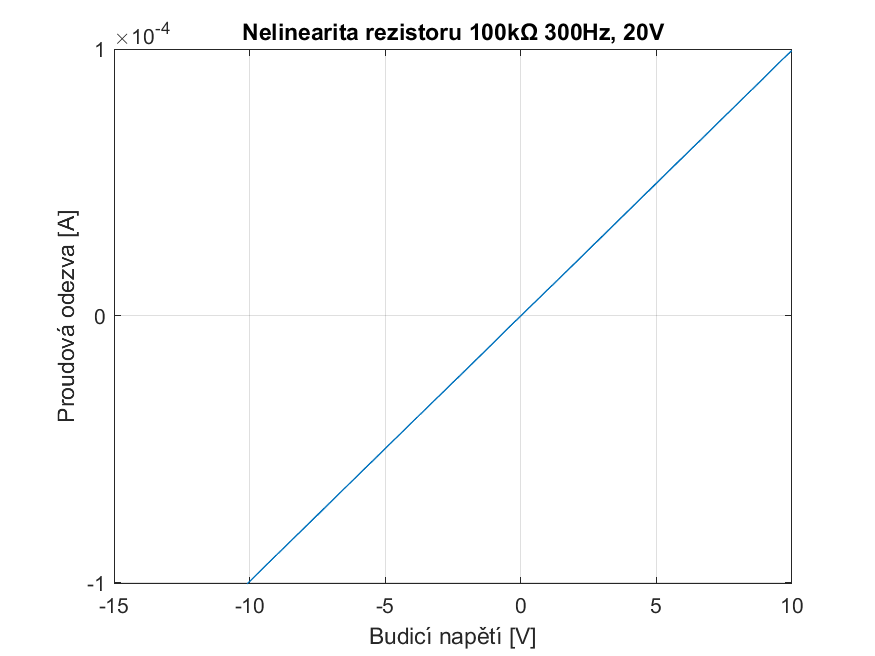 Nelinearita rezistoru 100kΩ 300Hz, 20V
×10⁻⁴
1
0
-1
Proudová odezva [A]
-15 -10 -5 0 5 10
Budicí napětí [V]